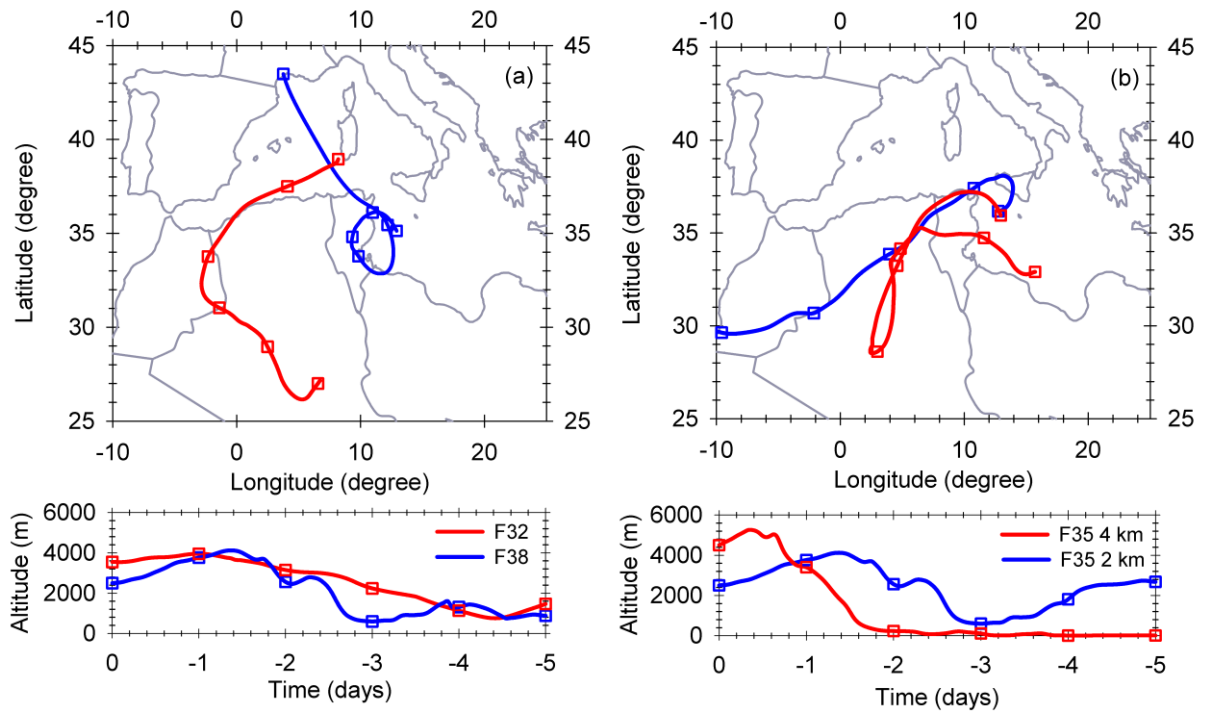 -10 0 10 20
45 45
(a)
40 40
35 35
30 30
25 25
-10 0 10 20
Latitude (degree)
Longitude (degree)
6000
4000
2000
0
Altitude (m)
F32
F38
0 -1 -2 -3 -4 -5
Time (days)
-10 0 10 20
45 45
(b)
40 40
35 35
30 30
25 25
-10 0 10 20
Latitude (degree)
Longitude (degree)
6000
4000
2000
0
Altitude (m)
F35 4 km
F35 2 km
0 -1 -2 -3 -4 -5
Time (days)